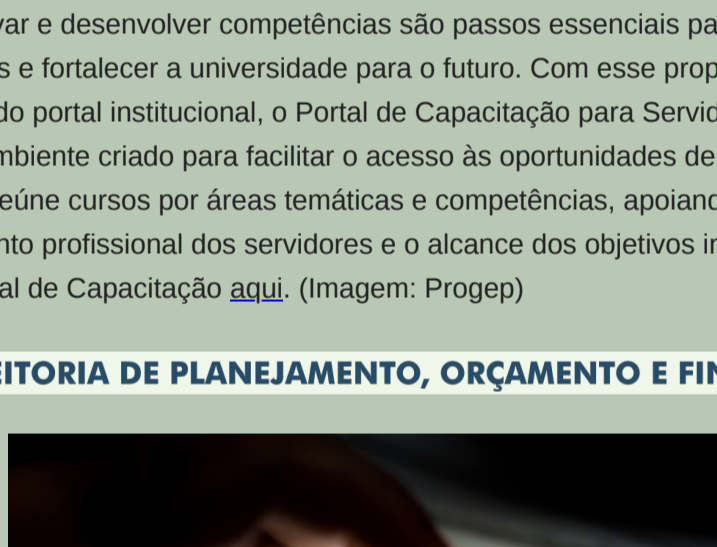 var e desenvolver competências são passos essenciais pa
s e fortalecer a universidade para o futuro. Com esse prop
do portal institucional, o Portal de Capacitação para Servid
mbiente criado para facilitar o acesso às oportunidades de
eúne cursos por áreas temáticas e competências, apoiand
nto profissional dos servidores e o alcance dos objetivos in
al de Capacitação aqui. (Imagem: Progep)
EITORIA DE PLANEJAMENTO, ORÇAMENTO E FIN